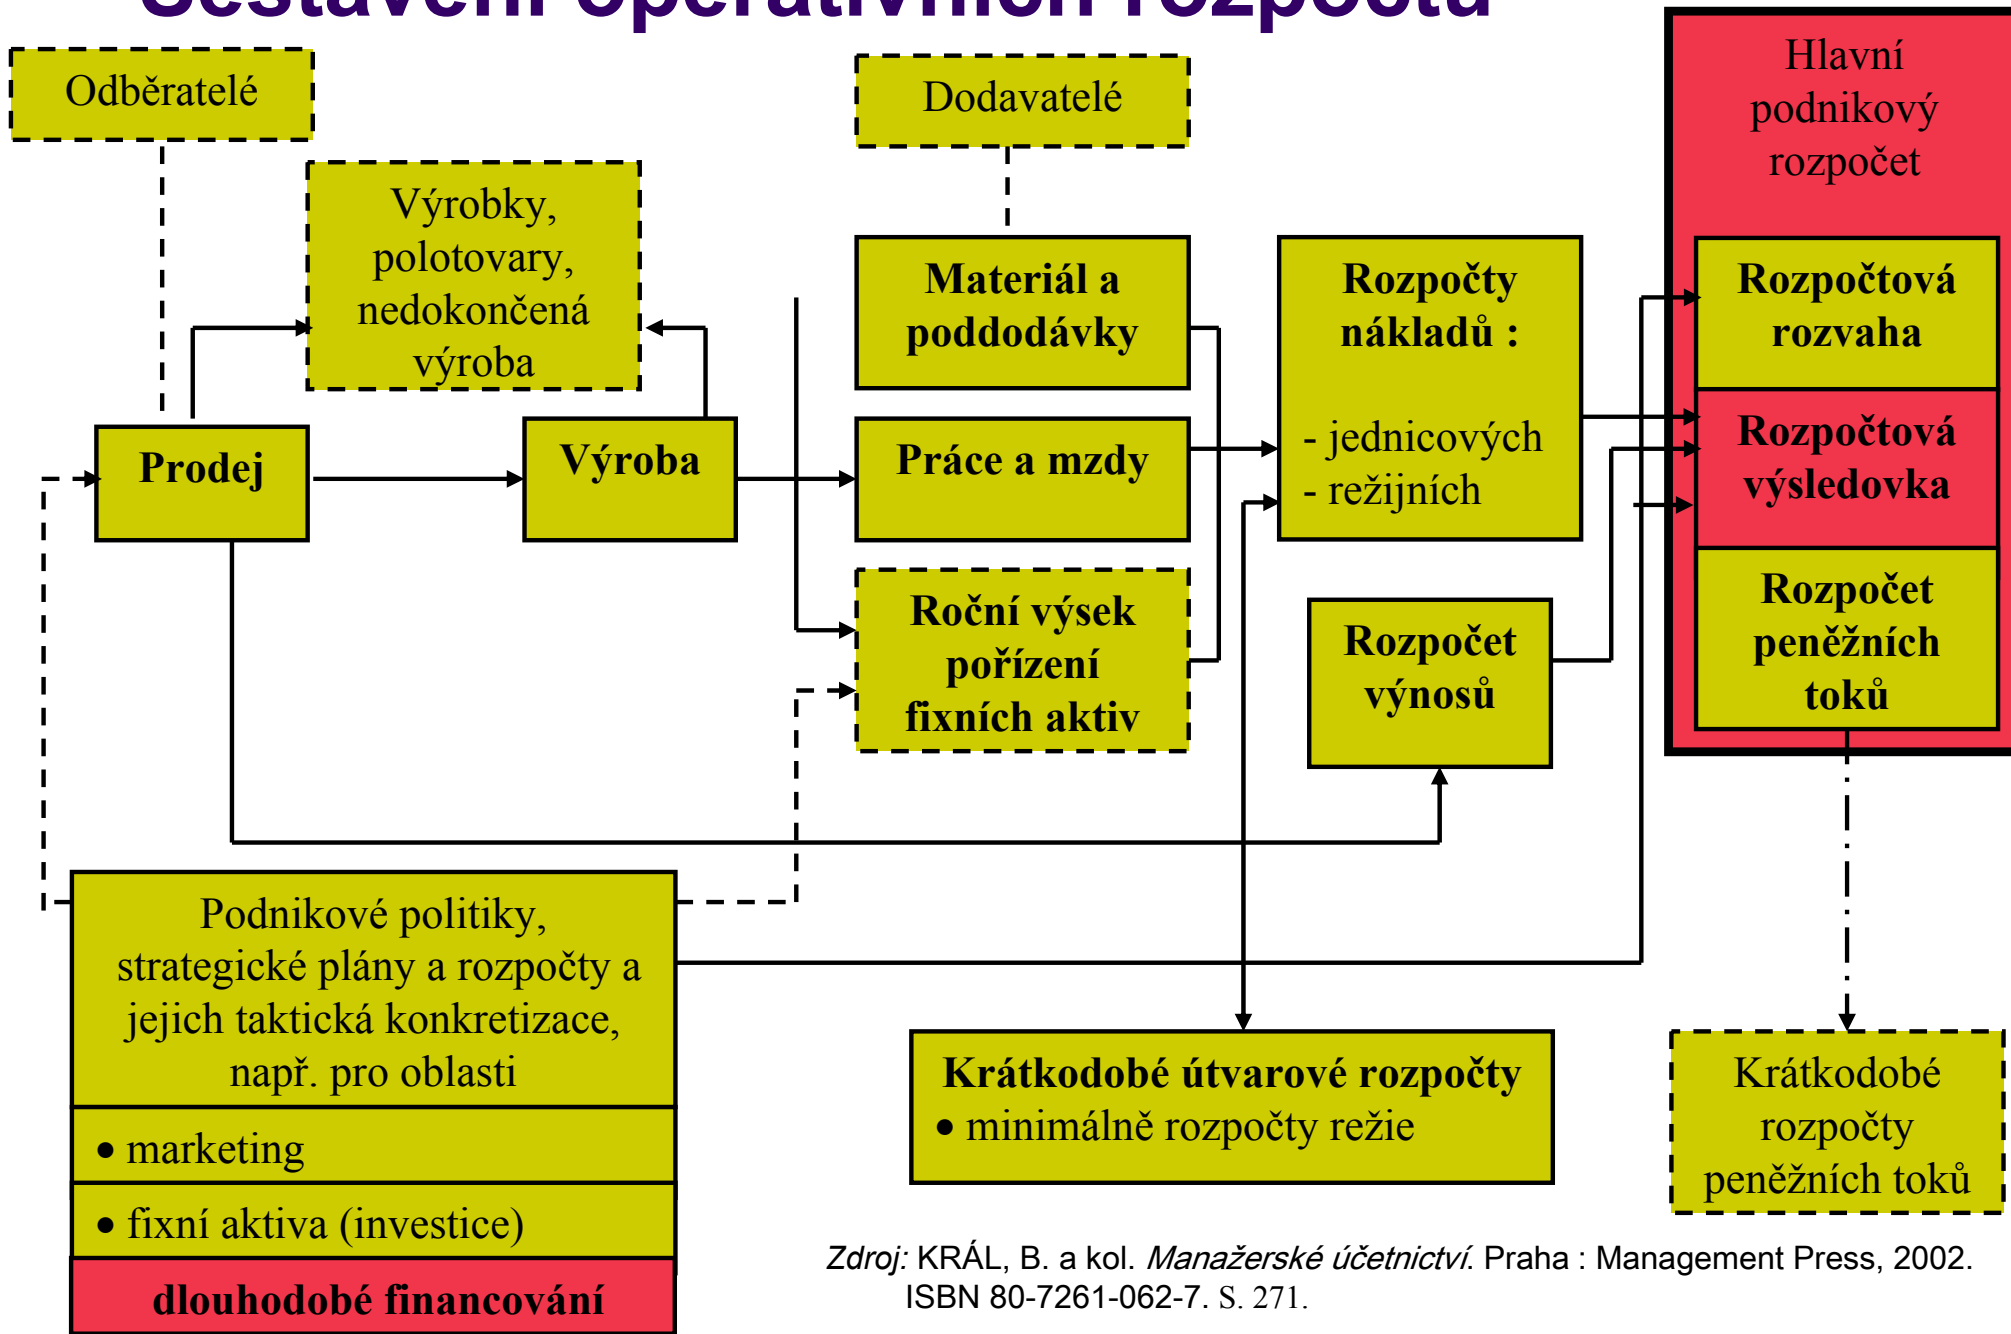 Sestavení operativních rozpočtů
Odběratelé
Dodavatelé
Hlavní
podnikový
rozpočet
Výrobky,
polotovary,
nedokončená
výroba
Materiál a
poddodávky
Rozpočty
nákladů :
- jednicových
- režijních
Rozpočtová
rozvaha
Prodej
Výroba
Práce a mzdy
Rozpočtová
výsledovka
Roční výsek
pořízení
fixních aktiv
Rozpočet
výnosů
Rozpočet
peněžních
toků
Podnikové politiky,
strategické plány a rozpočty a
jejich taktická konkretizace,
např. pro oblasti
• marketing
• fixní aktiva (investice)
dlouhodobé financování
Krátkodobé útvarové rozpočty
• minimálně rozpočty režie
Krátkodobé
rozpočty
peněžních toků
Zdroj: KRÁL, B. a kol. Manažerské účetnictví. Praha : Management Press, 2002.
ISBN 80-7261-062-7. S. 271.